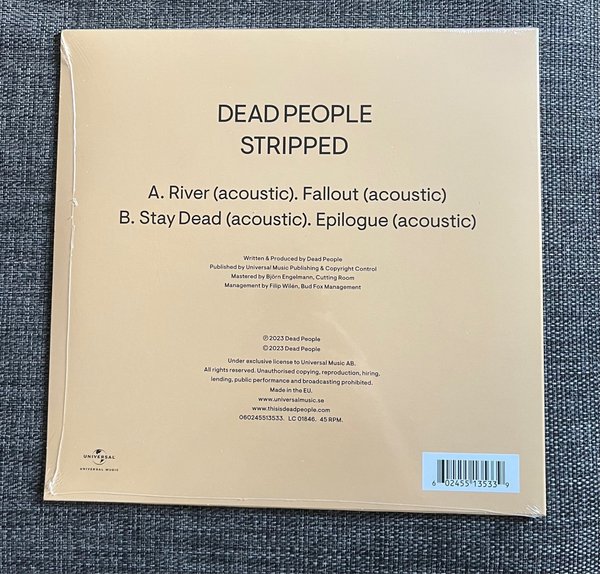 DEAD PEOPLE
STRIPPED
A. River (acoustic). Fallout (acoustic)
B. Stay Dead (acoustic). Epilogue (acoustic)
Written & Produced by Dead People
Published by Universal Music Publishing & Copyright Control
Mastered by Björn Engelmann, Cutting Room
Management by Filip Wilén, Bud Fox Management
℗ 2023 Dead People
© 2023 Dead People
Under exclusive license to Universal Music AB.
All rights reserved. Unauthorised copying, reproduction, hiring,
lending, public performance and broadcasting prohibited.
Made in the EU.
www.universalmusic.se
www.thisisdeadpeople.com
060245513533. LC 01846. 45 RPM.
UNIVERSAL
UNIVERSAL MUSIC
6 02455 13533 9